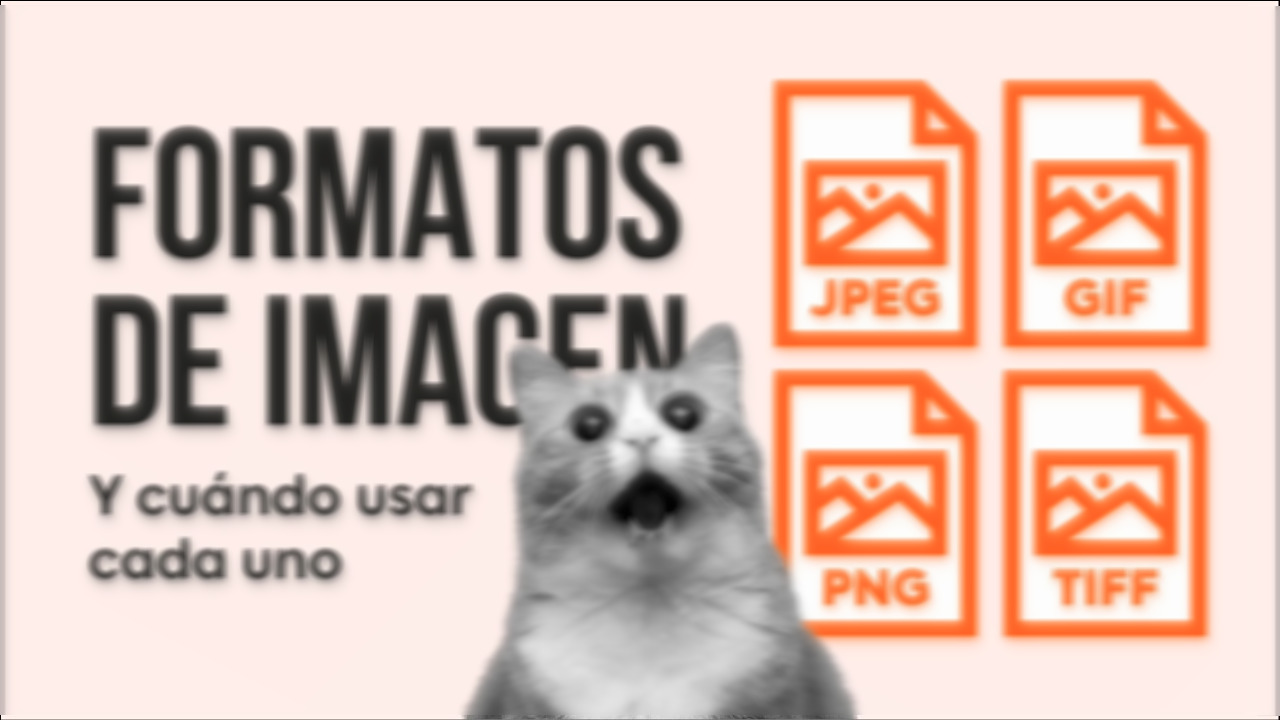 FORMATOS
DE IMAGEN
Y cuándo usar
cada uno
JPEG
GIF
PNG
TIFF